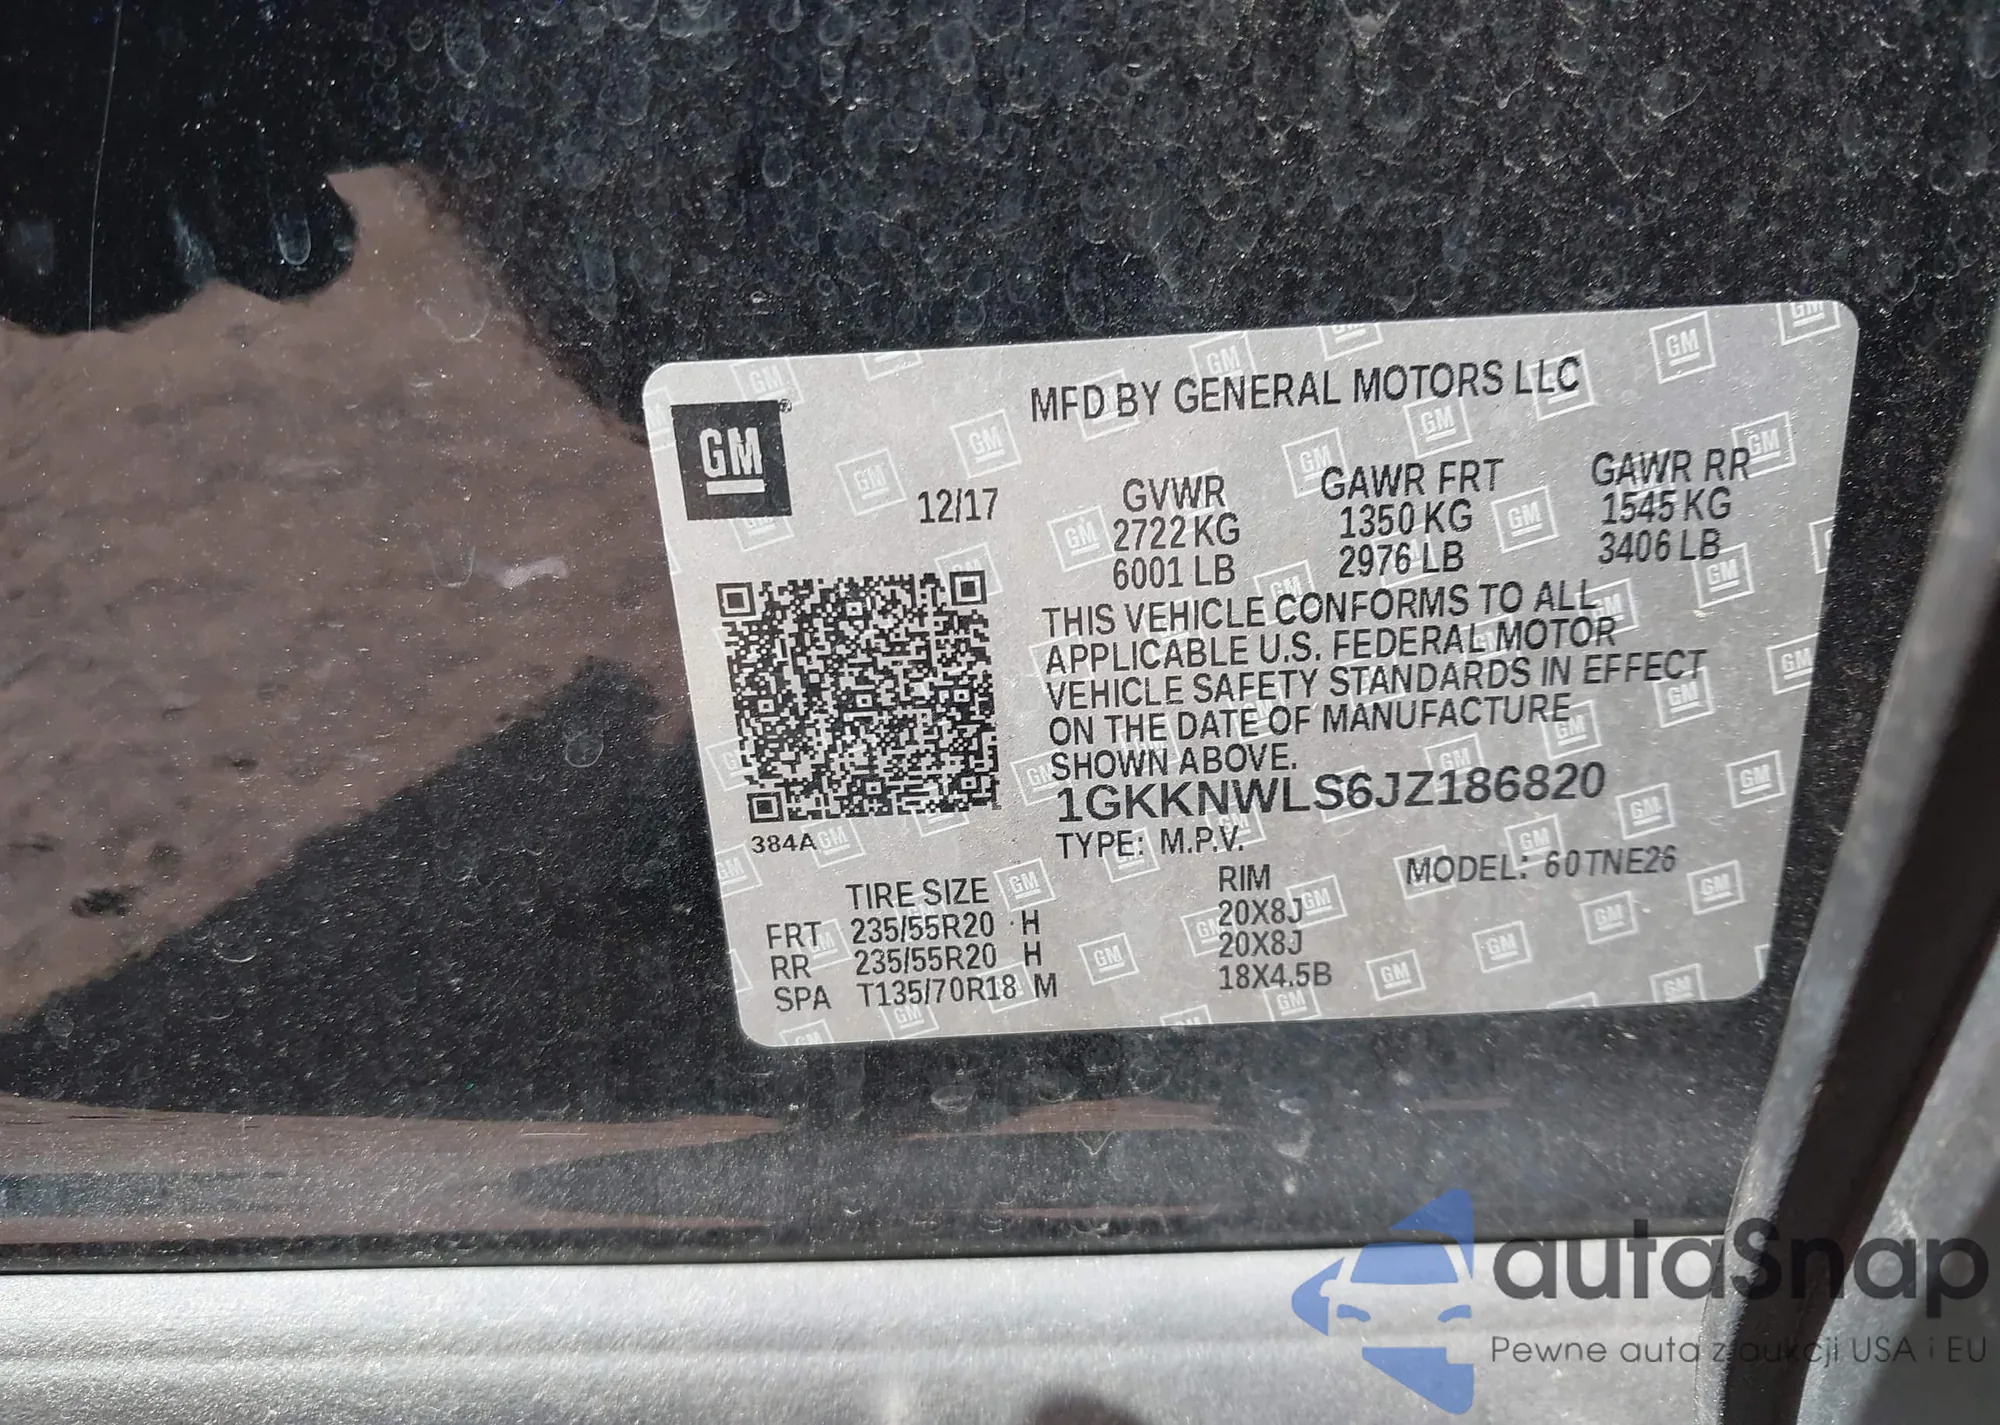 MFD BY GENERAL MOTORS LLC
GM
12/17
GVWR GAWR FRT GAWR RR
2722 KG 1350 KG 1545 KG
6001 LB 2976 LB 3406 LB
THIS VEHICLE CONFORMS TO ALL
APPLICABLE U.S. FEDERAL MOTOR
VEHICLE SAFETY STANDARDS IN EFFECT
ON THE DATE OF MANUFACTURE
SHOWN ABOVE.
1GKKNWLS6JZ186820
384A
TYPE: M.P.V. MODEL: 60TNE26
TIRE SIZE RIM
FRT 235/55R20 H 20X8J
RR 235/55R20 H 20X8J
SPA T135/70R18 M 18X4.5B
autaSnap
Pewne auta z aukcji USA i EU